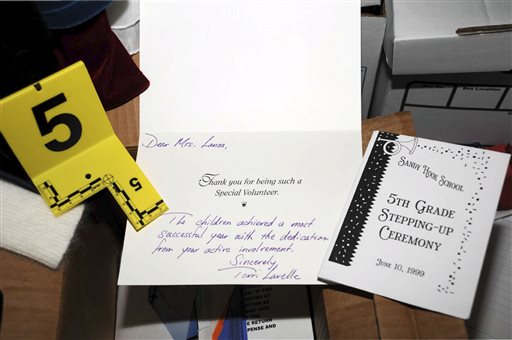 5
5
Dear Mrs. Lanza,
Thank you for being such a
Special Volunteer.
The children achieved a most
successful year with the dedication
from your active involvement.
Sincerely,
Terri Lavelle
Sandy Hook School
5th Grade
Stepping-up
Ceremony
June 10, 1999
Box Location